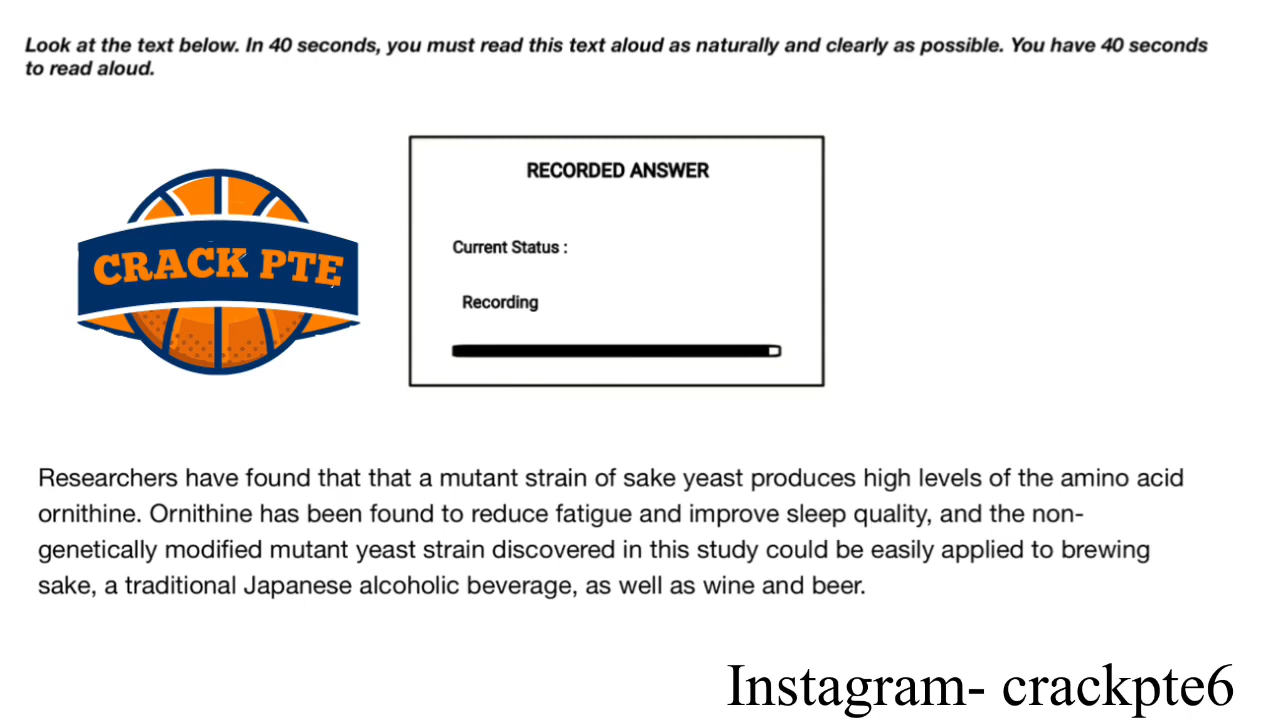 Look at the text below. In 40 seconds, you must read this text aloud as naturally and clearly as possible. You have 40 seconds
to read aloud.
CRACK PTE
RECORDED ANSWER
Current Status :
Recording
Researchers have found that that a mutant strain of sake yeast produces high levels of the amino acid
ornithine. Ornithine has been found to reduce fatigue and improve sleep quality, and the non-
genetically modified mutant yeast strain discovered in this study could be easily applied to brewing
sake, a traditional Japanese alcoholic beverage, as well as wine and beer.
Instagram- crackpte6